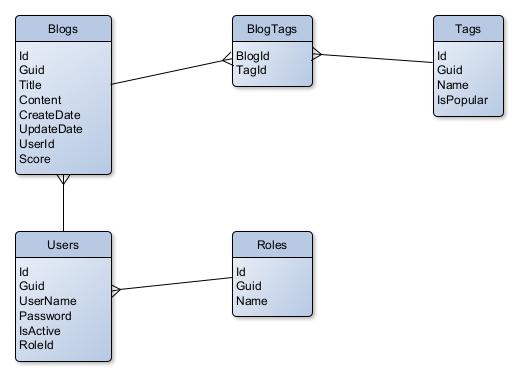 Blogs
Id
Guid
Title
Content
CreateDate
UpdateDate
UserId
Score
BlogTags
BlogId
TagId
Tags
Id
Guid
Name
IsPopular
Users
Id
Guid
UserName
Password
IsActive
RoleId
Roles
Id
Guid
Name